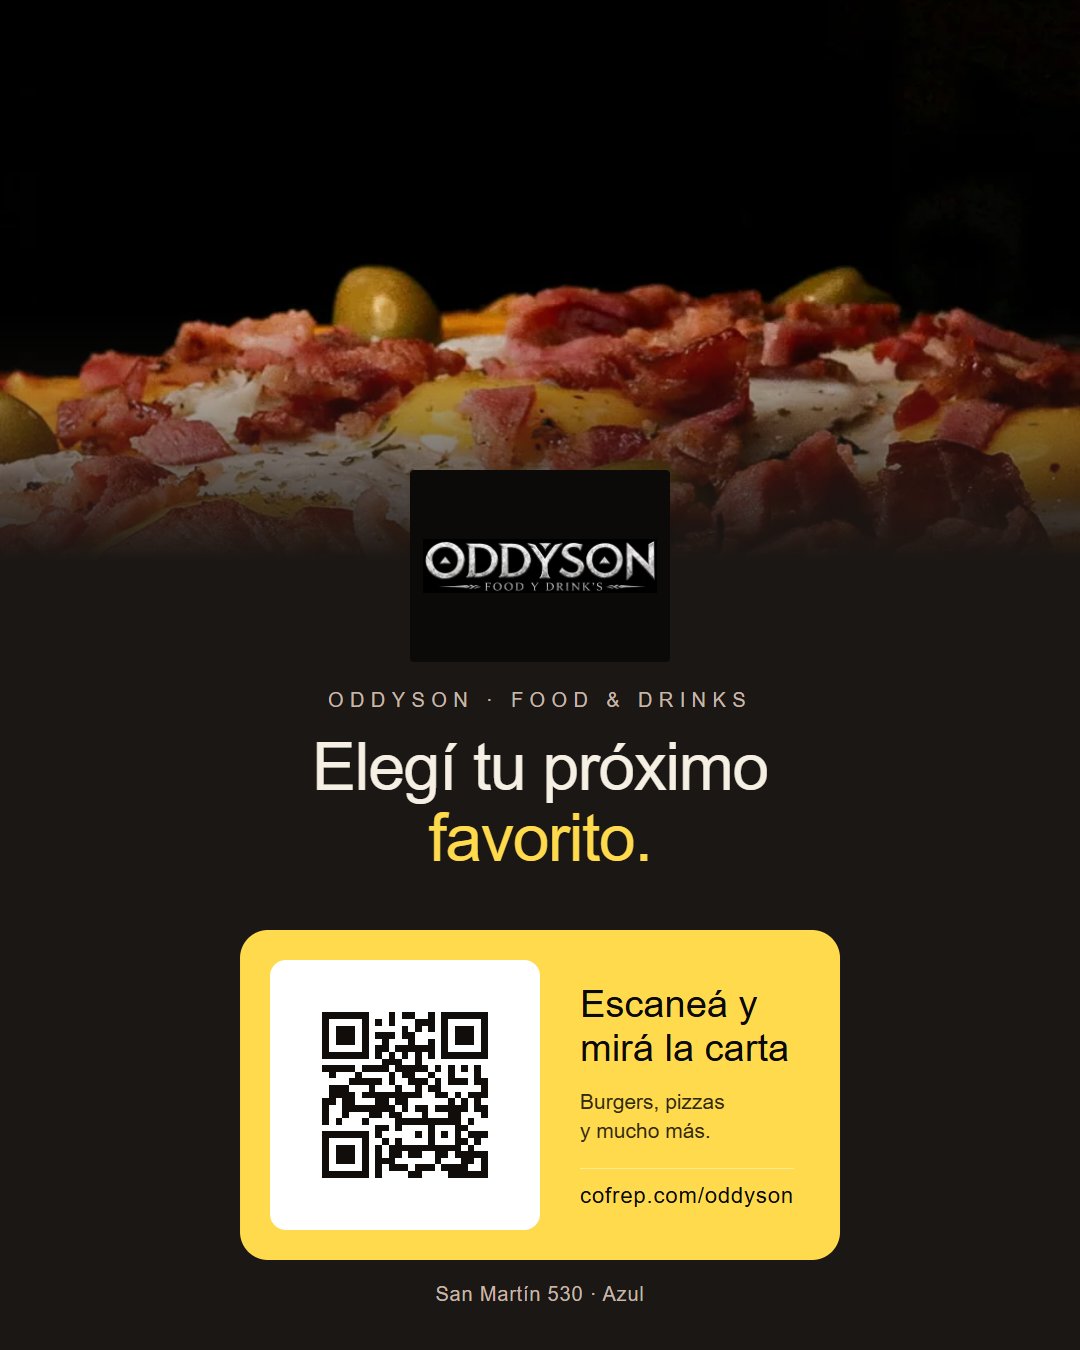 ODDYSON
FOOD Y DRINK'S
ODDYSON · FOOD & DRINKS
Elegí tu próximo
favorito.
Escaneá y
mirá la carta
Burgers, pizzas
y mucho más.
cofrep.com/oddyson
San Martín 530 · Azul